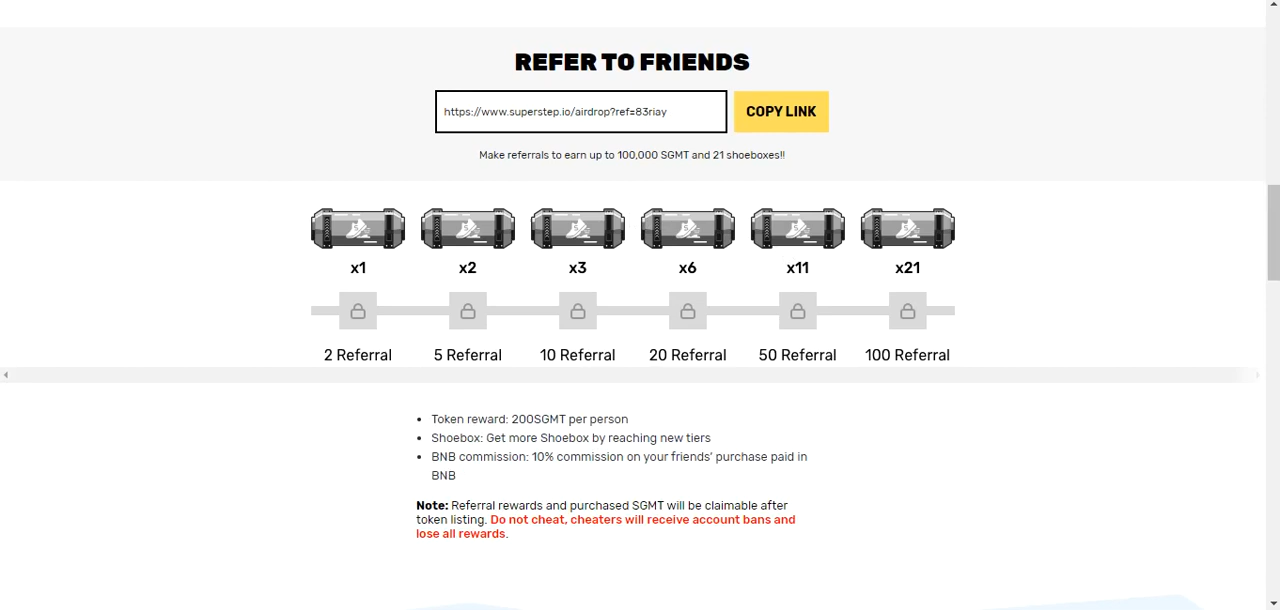 REFER TO FRIENDS
https://www.superstep.io/airdrop?ref=83riay
COPY LINK
Make referrals to earn up to 100,000 SGMT and 21 shoeboxes!!
x1 x2 x3 x6 x11 x21
2 Referral 5 Referral 10 Referral 20 Referral 50 Referral 100 Referral
• Token reward: 200SGMT per person
• Shoebox: Get more Shoebox by reaching new tiers
• BNB commission: 10% commission on your friends' purchase paid in
BNB
Note: Referral rewards and purchased SGMT will be claimable after
token listing. Do not cheat, cheaters will receive account bans and
lose all rewards.